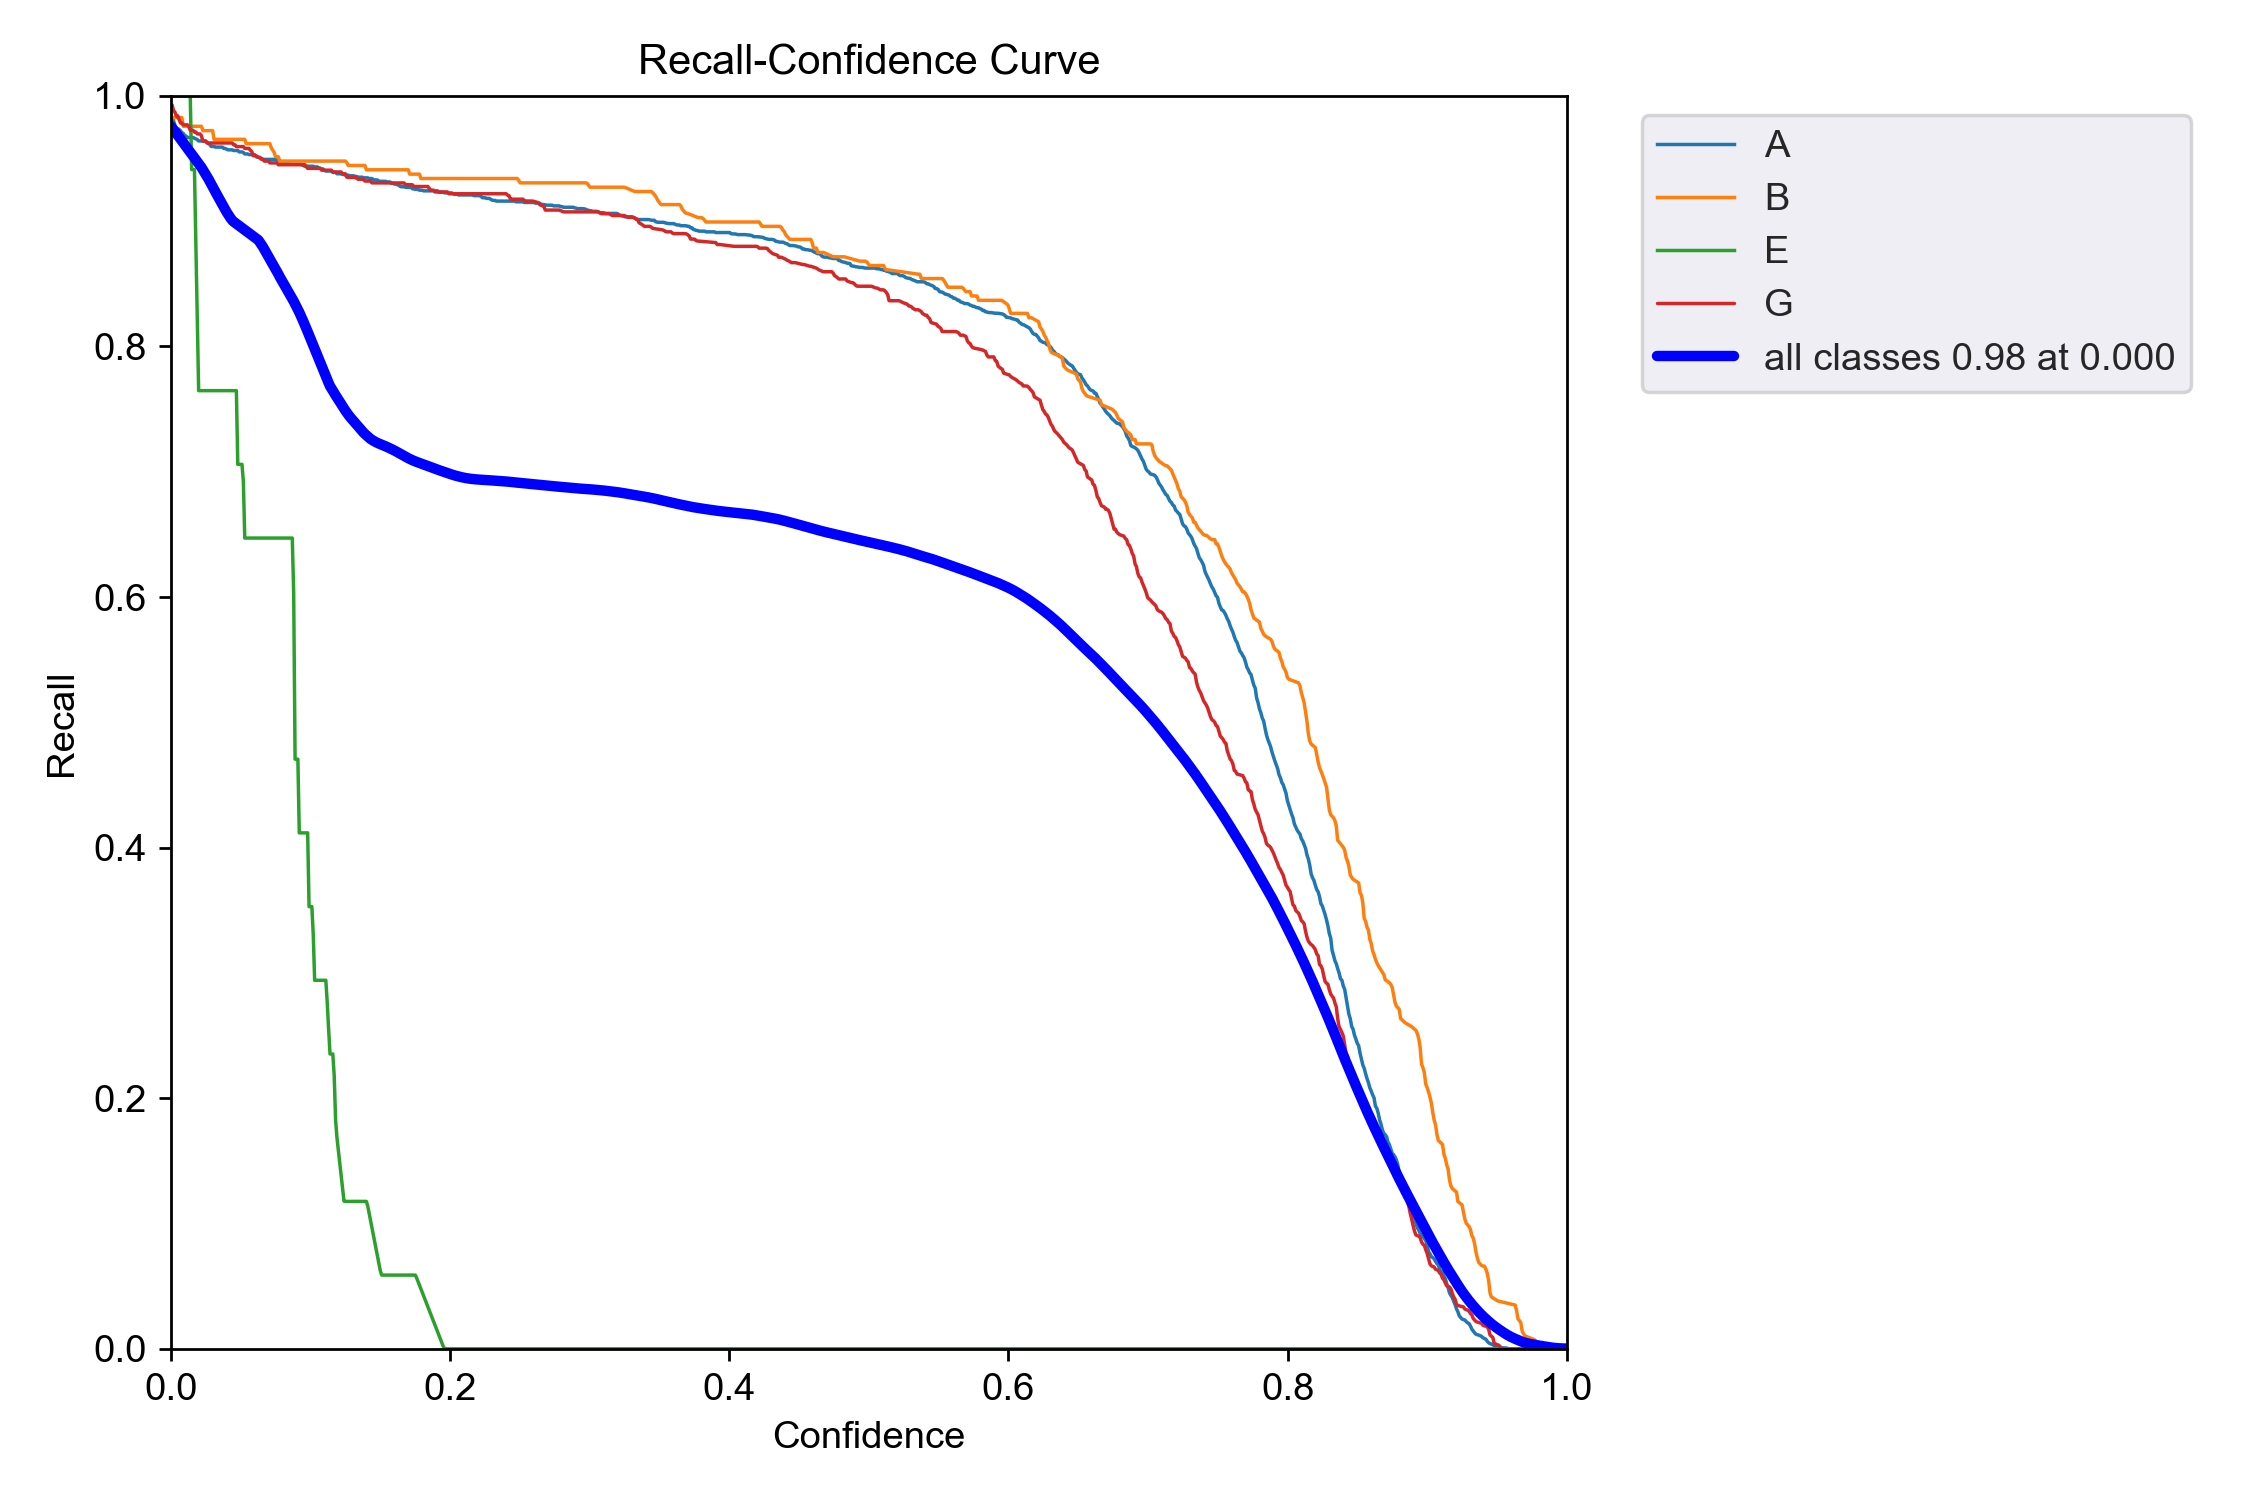 Recall-Confidence Curve
1.0
0.8
0.6
0.4
0.2
0.0
Recall
0.0 0.2 0.4 0.6 0.8 1.0
Confidence
A
B
E
G
all classes 0.98 at 0.000